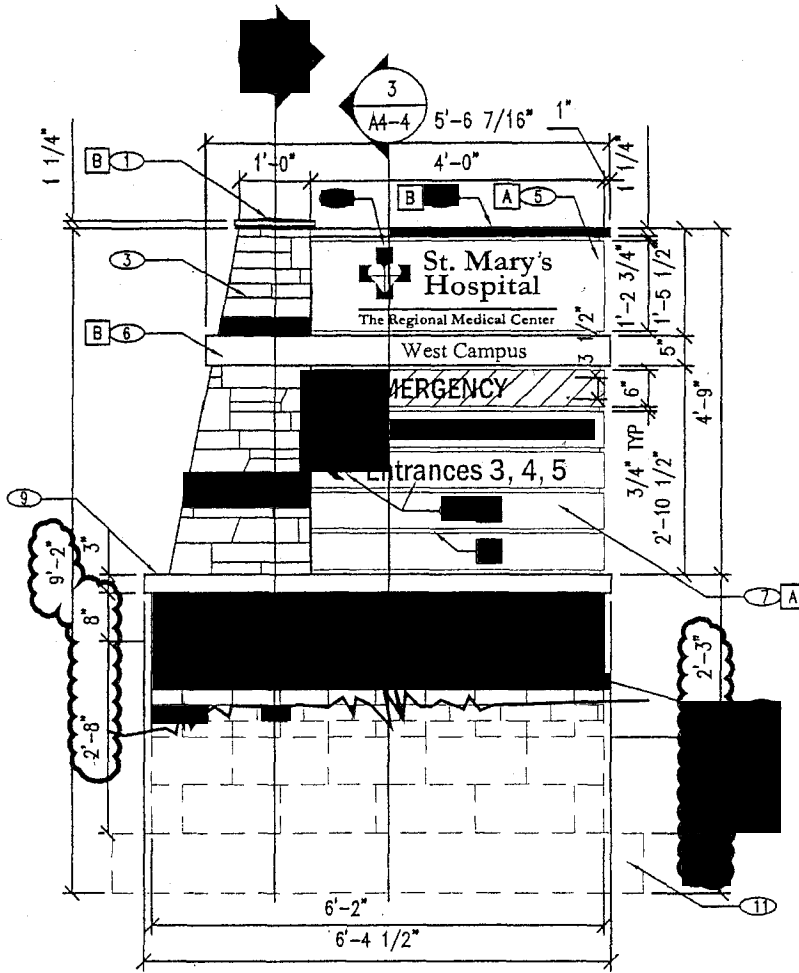 3
A4-4
5'-6 7/16"
1"
1 1/4"
B 1
1'-0"
4'-0"
1 1/4"
B
A 5
3
St. Mary's
Hospital
The Regional Medical Center
1'-2 3/4"
1'-5 1/2"
B 6
West Campus
3 1/2"
5"
MERGENCY
6"
4'-9"
Entrances 3, 4, 5
3/4" TYP
2'-10 1/2"
9
9'-2"
3"
7 A
8"
2'-3"
2'-8"
11
6'-2"
6'-4 1/2"